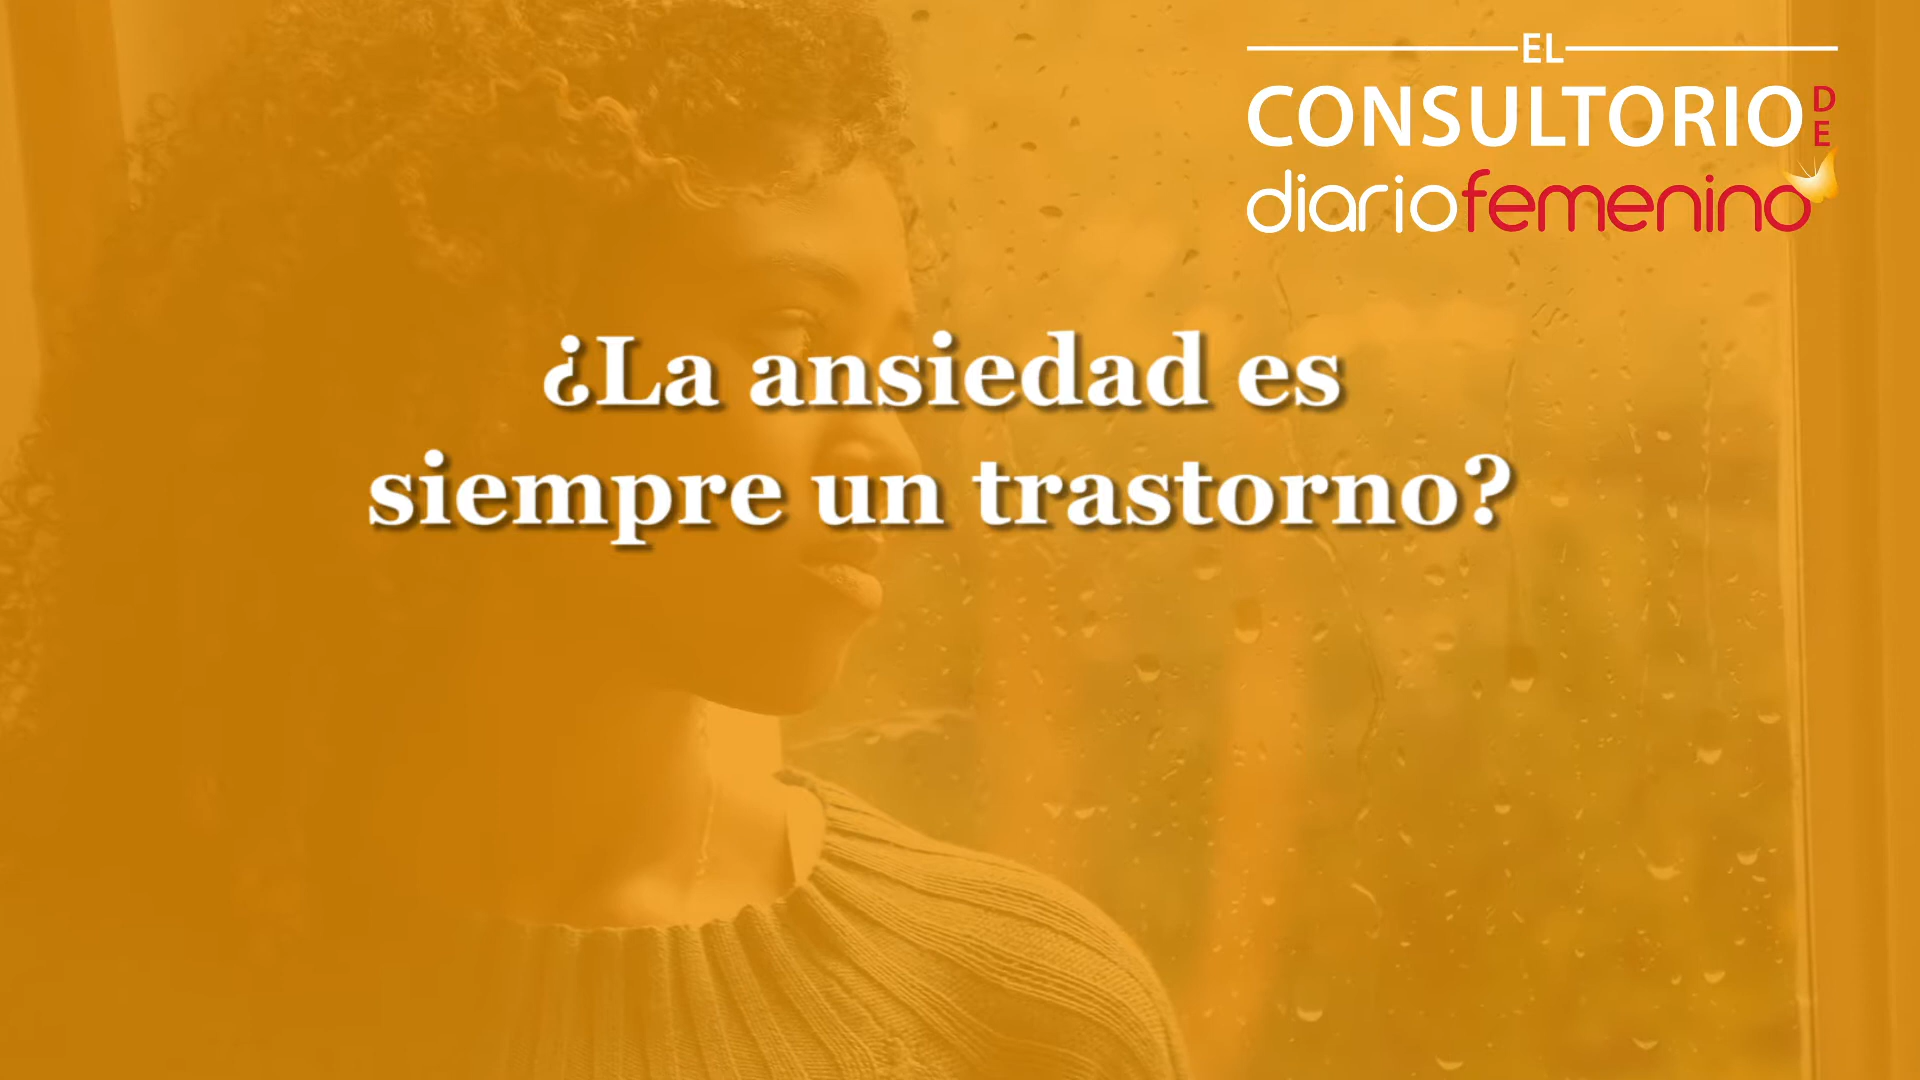 EL
CONSULTORIO DE
diariofemenino
¿La ansiedad es
siempre un trastorno?